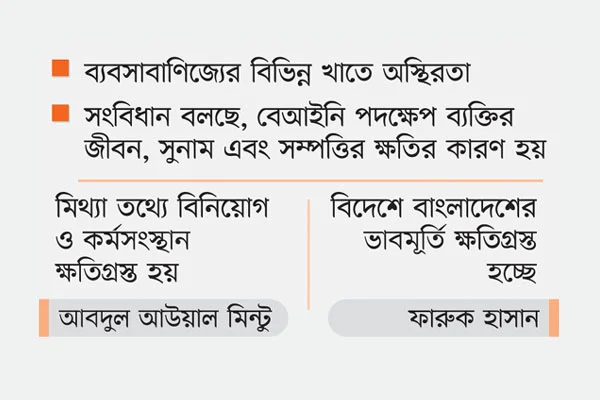 ব্যবসাবাণিজ্যের বিভিন্ন খাতে অস্থিরতা
সংবিধান বলছে, বেআইনি পদক্ষেপ ব্যক্তির
জীবন, সুনাম এবং সম্পত্তির ক্ষতির কারণ হয়
মিথ্যা তথ্যে বিনিয়োগ
ও কর্মসংস্থান
ক্ষতিগ্রস্ত হয়
আবদুল আউয়াল মিন্টু
বিদেশে বাংলাদেশের
ভাবমূর্তি ক্ষতিগ্রস্ত
হচ্ছে
ফারুক হাসান